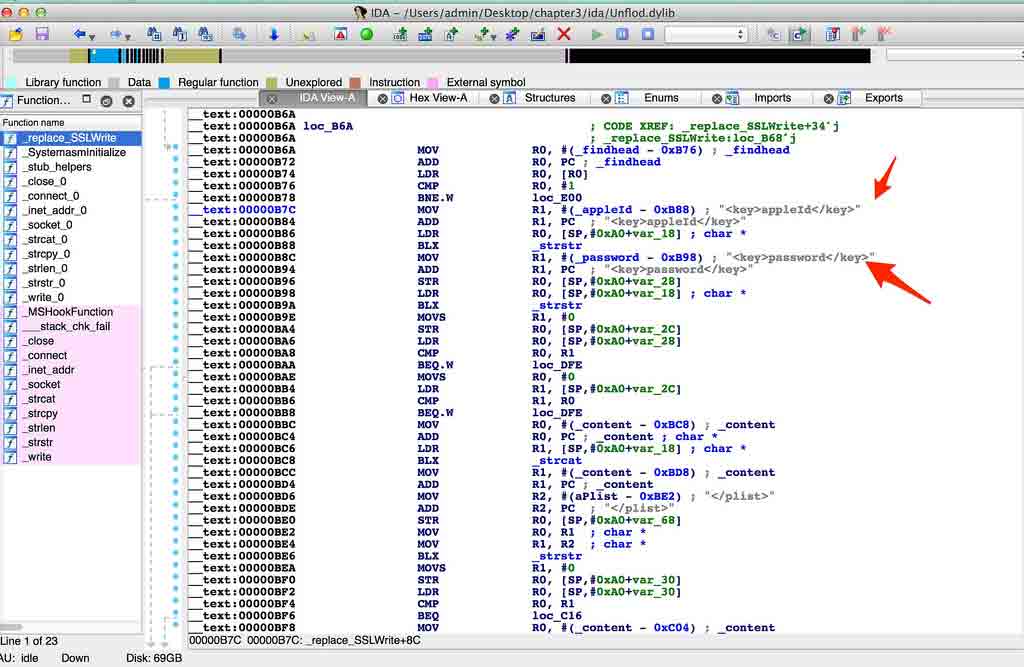 IDA – /Users/admin/Desktop/chapter3/ida/Unflod.dylib
Library function Data Regular function Unexplored Instruction External symbol
Function... IDA View-A Hex View-A Structures Enums Imports Exports
Function name
_replace_SSLWrite
_SystemasmInitialize
_stub_helpers
_close_0
_connect_0
_inet_addr_0
_socket_0
_strcat_0
_strcpy_0
_strlen_0
_strstr_0
_write_0
_MSHookFunction
___stack_chk_fail
_close
_connect
_inet_addr
_socket
_strcat
_strcpy
_strlen
_strstr
_write
Line 1 of 23
__text:00000B6A
__text:00000B6A loc_B6A ; CODE XREF: _replace_SSLWrite+34↑j
__text:00000B6A ; _replace_SSLWrite:loc_B68↑j
__text:00000B6A MOV R0, #(_findhead - 0xB76) ; _findhead
__text:00000B72 ADD R0, PC ; _findhead
__text:00000B74 LDR R0, [R0]
__text:00000B76 CMP R0, #1
__text:00000B78 BNE.W loc_E00
__text:00000B7C MOV R1, #(_appleId - 0xB88) ; "<key>appleId</key>"
__text:00000B84 ADD R1, PC ; "<key>appleId</key>"
__text:00000B86 LDR R0, [SP,#0xA0+var_18] ; char *
__text:00000B88 BLX _strstr
__text:00000B8C MOV R1, #(_password - 0xB98) ; "<key>password</key>"
__text:00000B94 ADD R1, PC ; "<key>password</key>"
__text:00000B96 STR R0, [SP,#0xA0+var_28]
__text:00000B98 LDR R0, [SP,#0xA0+var_18] ; char *
__text:00000B9A BLX _strstr
__text:00000B9E MOVS R1, #0
__text:00000BA4 STR R0, [SP,#0xA0+var_2C]
__text:00000BA6 LDR R0, [SP,#0xA0+var_28]
__text:00000BA8 CMP R0, R1
__text:00000BAA BEQ.W loc_DFE
__text:00000BAE MOVS R0, #0
__text:00000BB4 LDR R1, [SP,#0xA0+var_2C]
__text:00000BB6 CMP R1, R0
__text:00000BB8 BEQ.W loc_DFE
__text:00000BBC MOV R0, #(_content - 0xBC8) ; _content
__text:00000BC4 ADD R0, PC ; _content ; char *
__text:00000BC6 LDR R1, [SP,#0xA0+var_18] ; char *
__text:00000BC8 BLX _strcat
__text:00000BCC MOV R1, #(_content - 0xBD8) ; _content
__text:00000BD4 ADD R1, PC ; _content
__text:00000BD6 MOV R2, #(aPlist - 0xBE2) ; "</plist>"
__text:00000BDE ADD R2, PC ; "</plist>"
__text:00000BE0 STR R0, [SP,#0xA0+var_68]
__text:00000BE2 MOV R0, R1 ; char *
__text:00000BE4 MOV R1, R2 ; char *
__text:00000BE6 BLX _strstr
__text:00000BEA MOVS R1, #0
__text:00000BF0 STR R0, [SP,#0xA0+var_30]
__text:00000BF2 LDR R0, [SP,#0xA0+var_30]
__text:00000BF4 CMP R0, R1
__text:00000BF6 BEQ loc_C16
__text:00000BF8 MOV R0, #(_content - 0xC04) ; _content
00000B7C 00000B7C: _replace_SSLWrite+8C
AU: idle Down Disk: 69GB